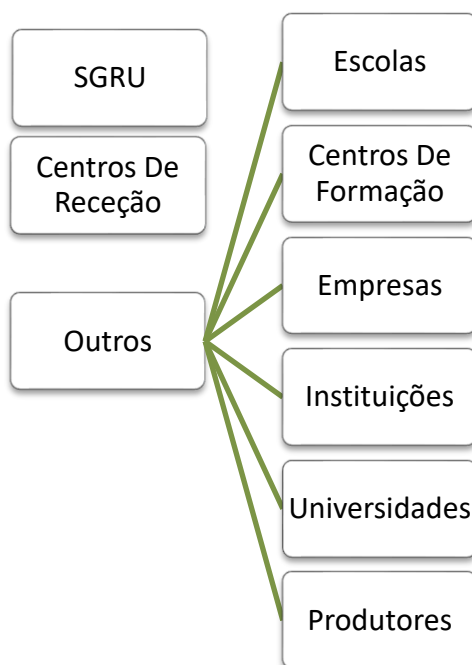 SGRU
Centros De
Receção
Outros
Escolas
Centros De
Formação
Empresas
Instituições
Universidades
Produtores